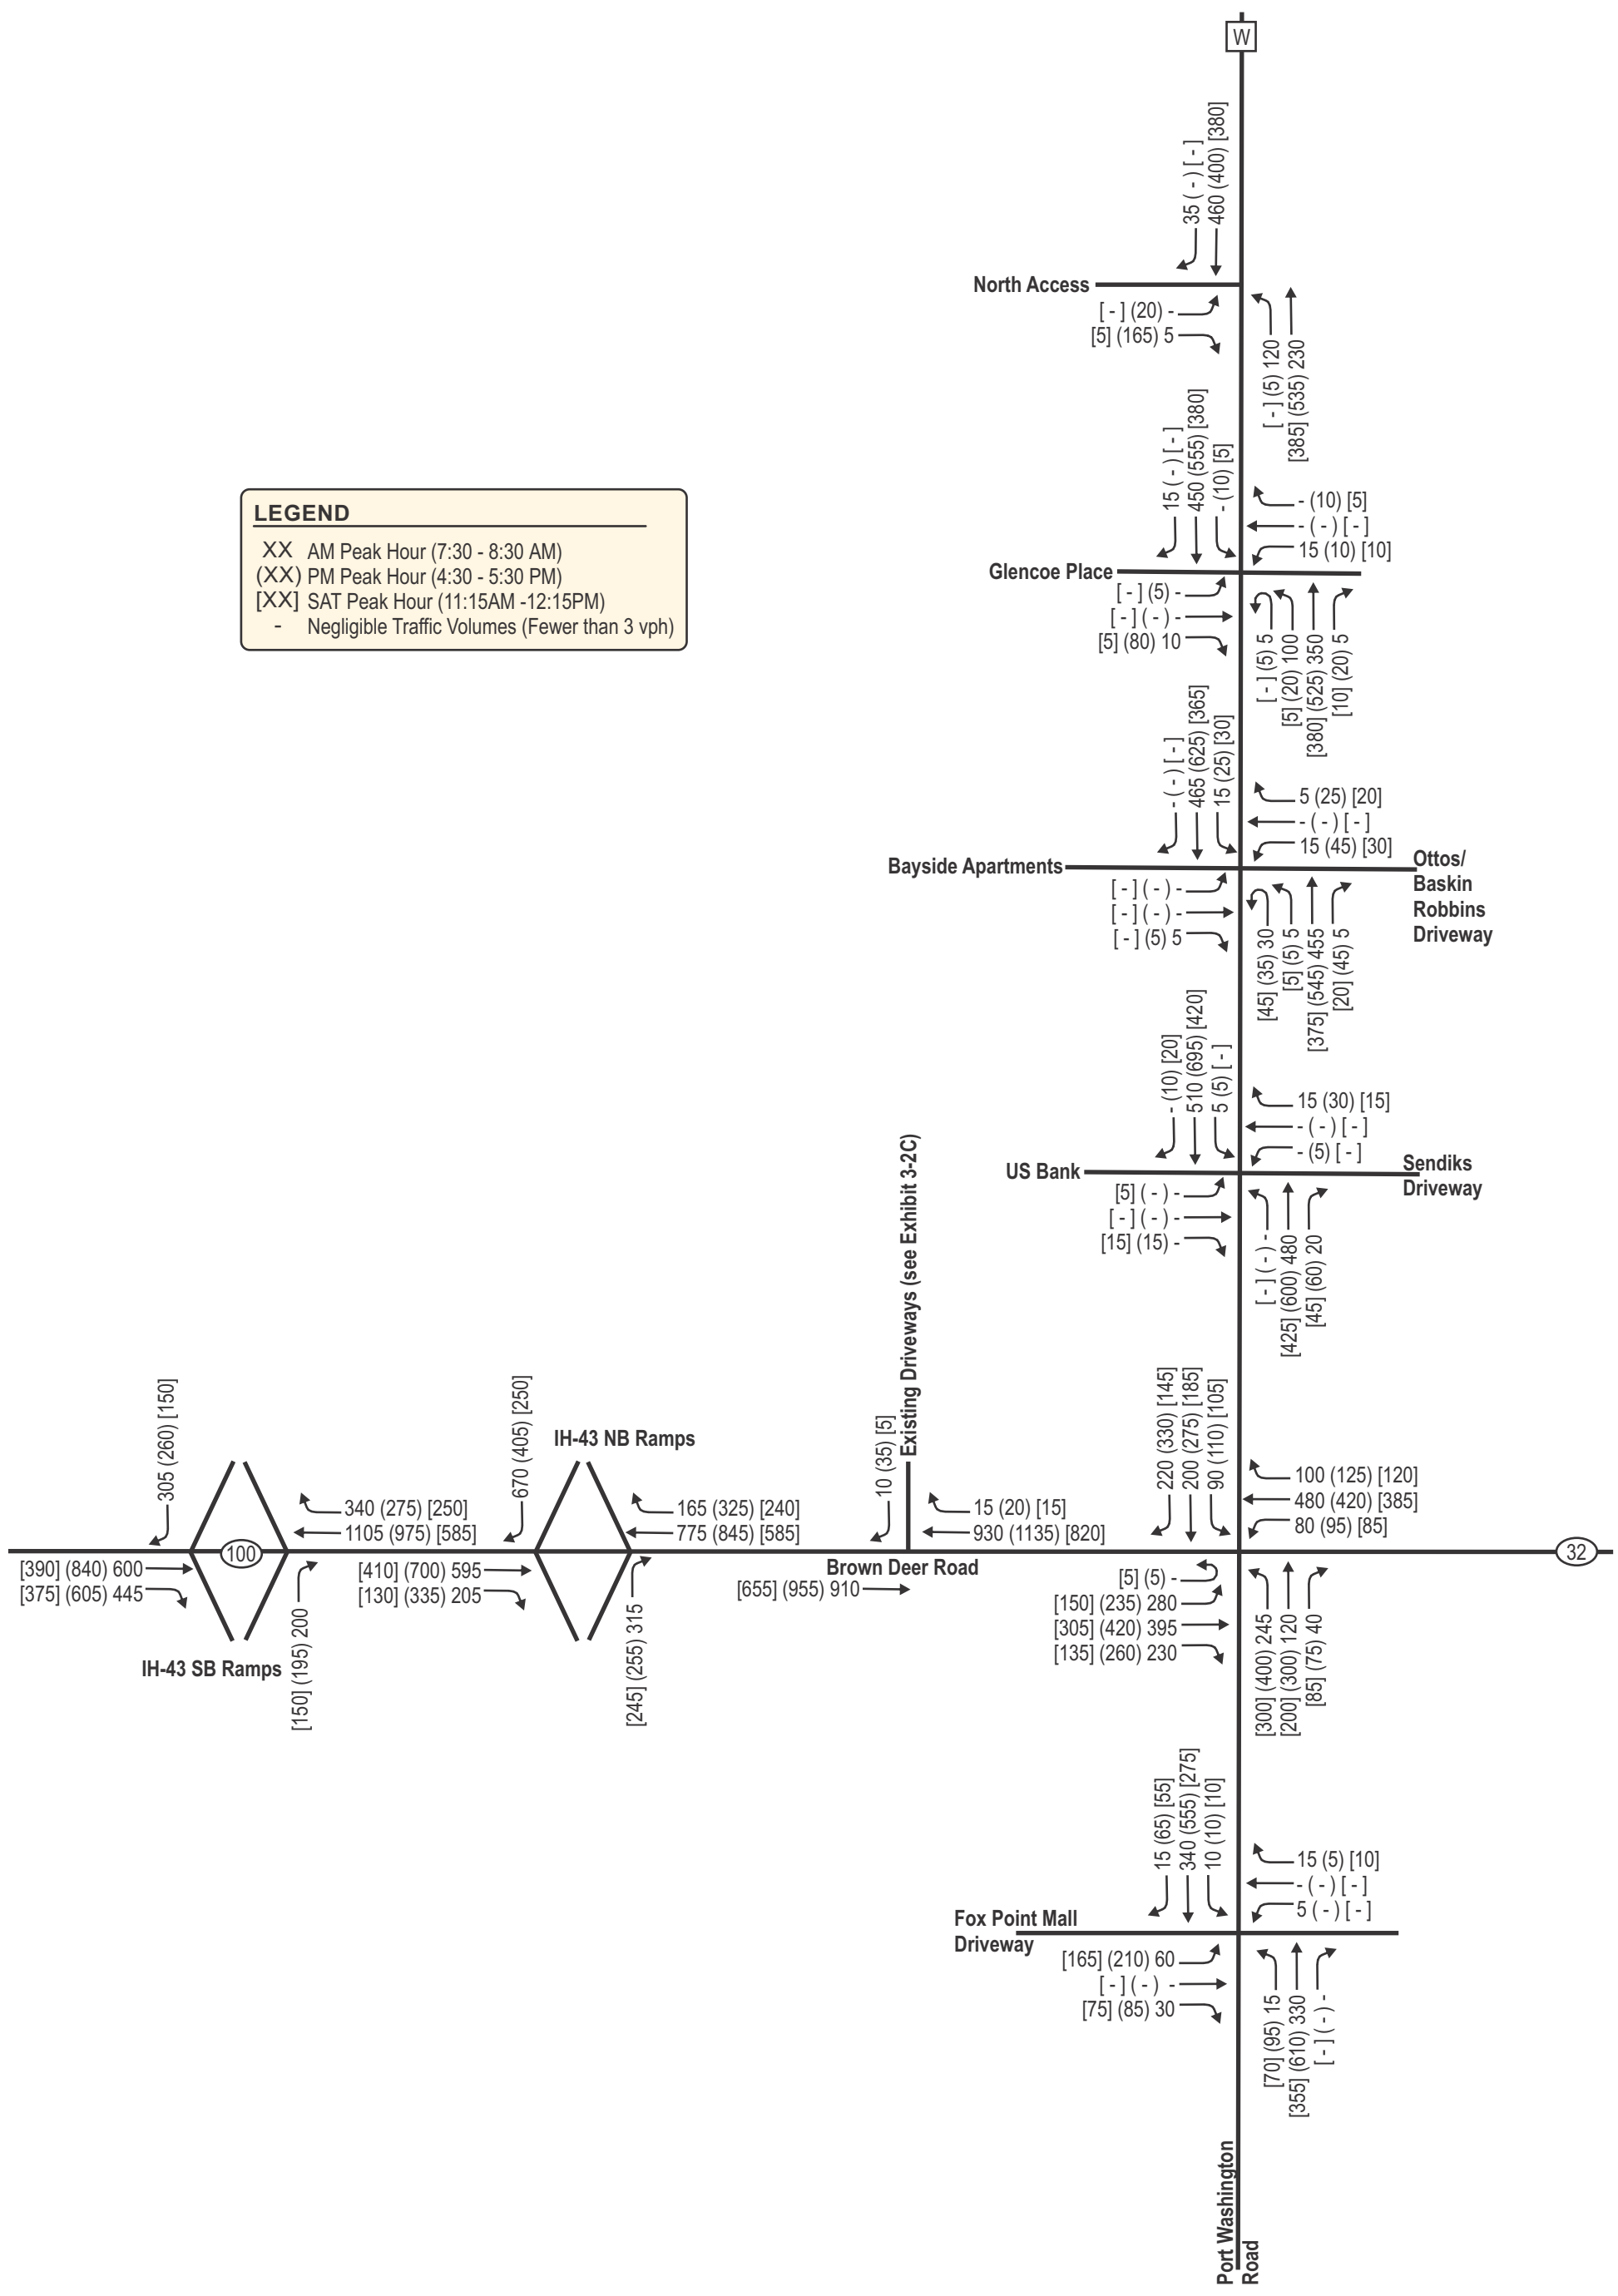 W
35 ( - ) [ - ]
460 (400) [380]
North Access
[ - ] (20) -
[5] (165) 5
[ - ] (5) 120
[385] (535) 230
15 ( - ) [ - ]
450 (555) [380]
- (10) [5]
- (10) [5]
- ( - ) [ - ]
15 (10) [10]
Glencoe Place
[ - ] (5) -
[ - ] ( - ) -
[5] (80) 10
[ - ] (5) 5
[5] (20) 100
[380] (525) 350
[10] (20) 5
LEGEND
XX AM Peak Hour (7:30 - 8:30 AM)
(XX) PM Peak Hour (4:30 - 5:30 PM)
[XX] SAT Peak Hour (11:15AM -12:15PM)
- Negligible Traffic Volumes (Fewer than 3 vph)
- ( - ) [ - ]
465 (625) [365]
15 (25) [30]
5 (25) [20]
- ( - ) [ - ]
15 (45) [30]
Bayside Apartments
Ottos/
Baskin
Robbins
Driveway
[ - ] ( - ) -
[ - ] ( - ) -
[ - ] (5) 5
[45] (35) 30
[5] (5) 5
[375] (545) 455
[20] (45) 5
- (10) [20]
510 (695) [420]
5 (5) [ - ]
15 (30) [15]
- ( - ) [ - ]
- (5) [ - ]
US Bank
Sendiks
Driveway
[5] ( - ) -
[ - ] ( - ) -
[15] (15) -
[ - ] ( - ) -
[425] (600) 480
[45] (60) 20
305 (260) [150]
340 (275) [250]
1105 (975) [585]
100
[390] (840) 600
[375] (605) 445
IH-43 SB Ramps
[150] (195) 200
670 (405) [250]
IH-43 NB Ramps
165 (325) [240]
775 (845) [585]
[410] (700) 595
[130] (335) 205
[245] (255) 315
Existing Driveways (see Exhibit 3-2C)
10 (35) [5]
15 (20) [15]
930 (1135) [820]
Brown Deer Road
[655] (955) 910
220 (330) [145]
200 (275) [185]
90 (110) [105]
100 (125) [120]
480 (420) [385]
80 (95) [85]
32
[5] (5) -
[150] (235) 280
[305] (420) 395
[135] (260) 230
[300] (400) 245
[200] (300) 120
[85] (75) 40
15 (65) [55]
340 (555) [275]
10 (10) [10]
15 (5) [10]
- ( - ) [ - ]
5 ( - ) [ - ]
Fox Point Mall
Driveway
[165] (210) 60
[ - ] ( - ) -
[75] (85) 30
[70] (95) 15
[355] (610) 330
[ - ] ( - ) -
Port Washington
Road